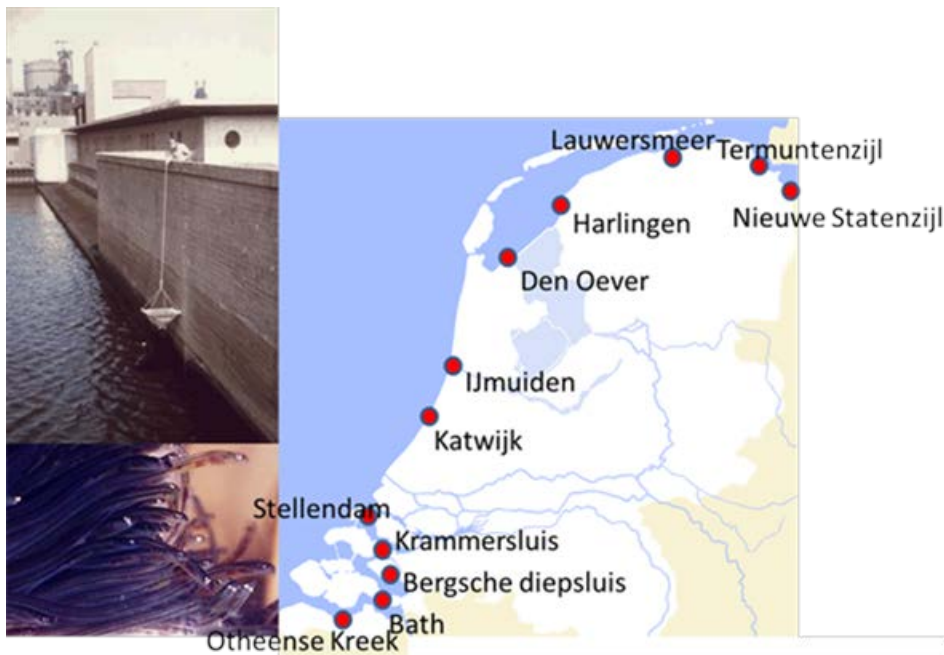 Lauwersmeer
Termuntenzijl
Nieuwe Statenzijl
Harlingen
Den Oever
IJmuiden
Katwijk
Stellendam
Krammersluis
Bergsche diepsluis
Bath
Otheense Kreek